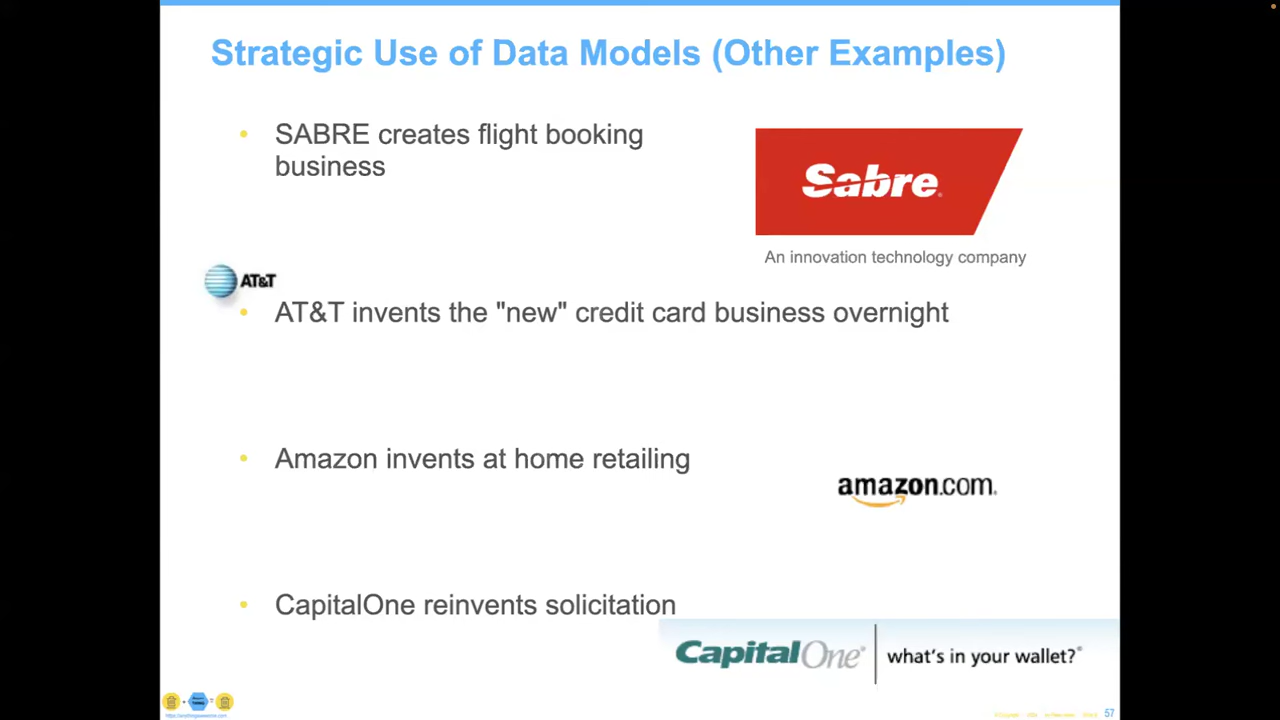 Strategic Use of Data Models (Other Examples)
• SABRE creates flight booking
business
Sabre
An innovation technology company
AT&T
• AT&T invents the "new" credit card business overnight
• Amazon invents at home retailing
amazon.com
• CapitalOne reinvents solicitation
CapitalOne® what's in your wallet?®
57